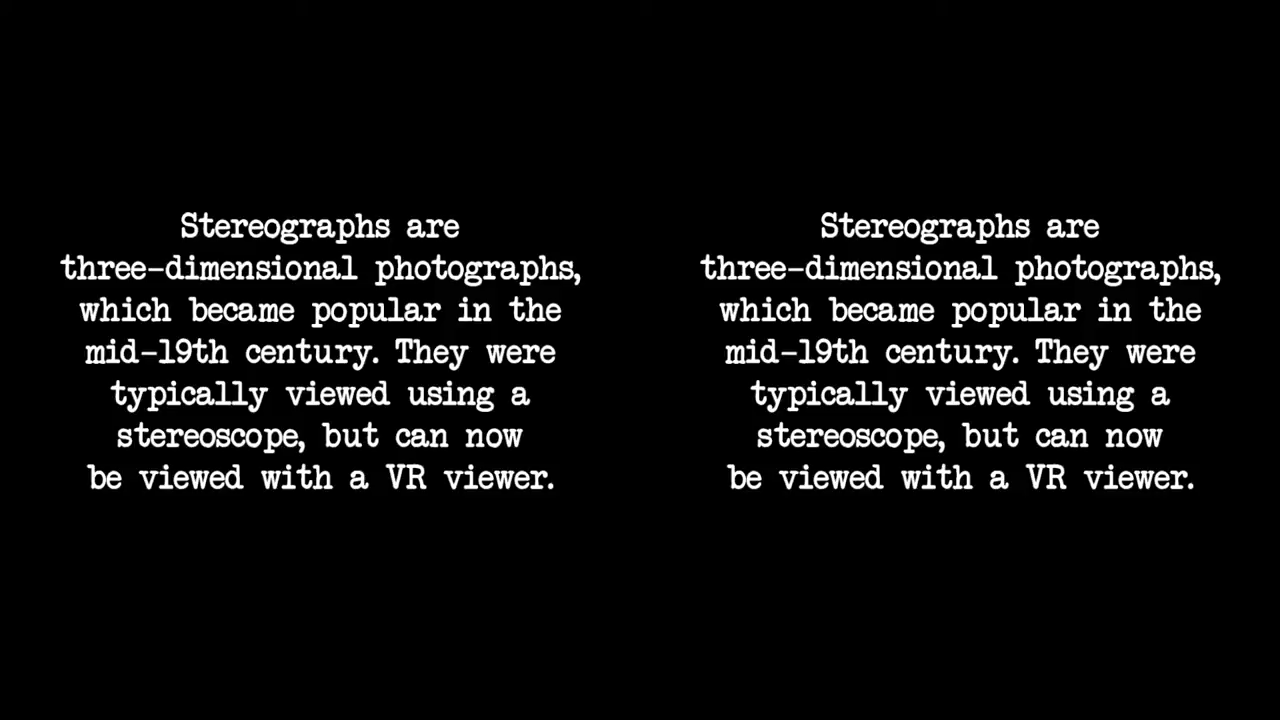 Stereographs are
three-dimensional photographs,
which became popular in the
mid-19th century. They were
typically viewed using a
stereoscope, but can now
be viewed with a VR viewer.
Stereographs are
three-dimensional photographs,
which became popular in the
mid-19th century. They were
typically viewed using a
stereoscope, but can now
be viewed with a VR viewer.